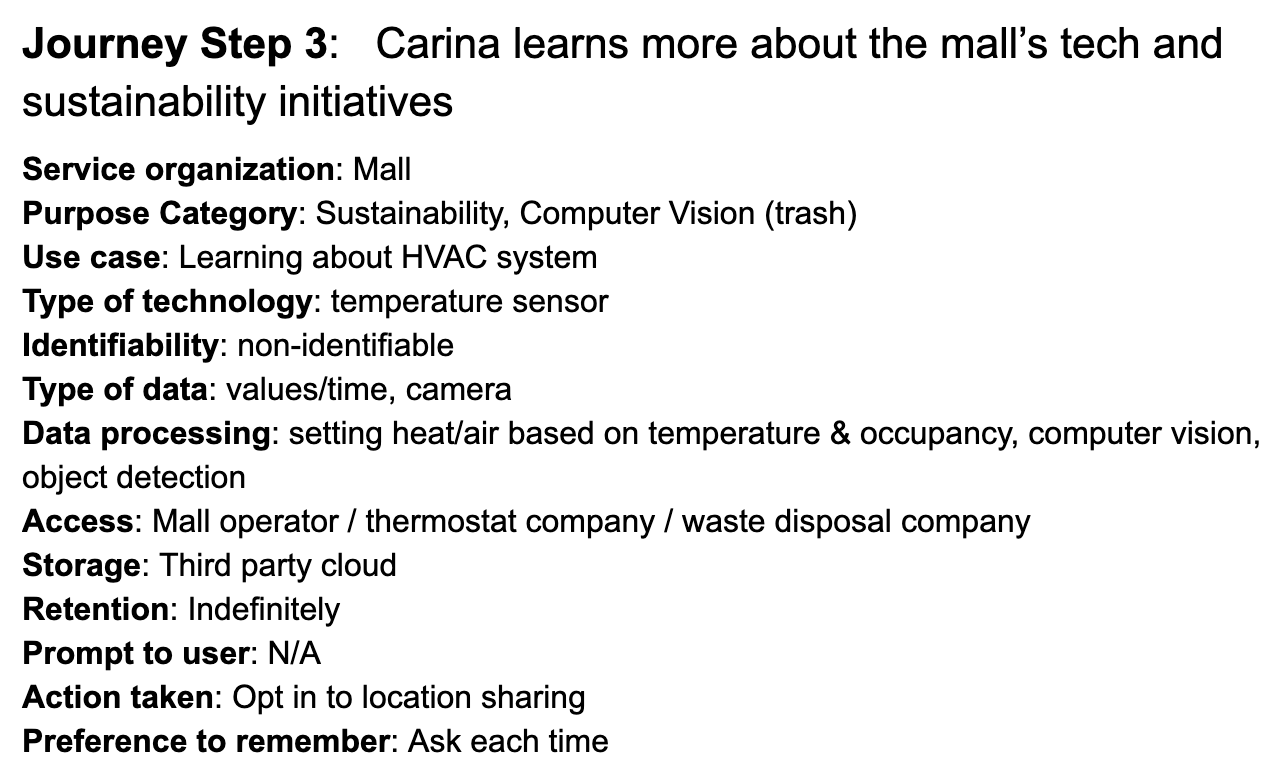 Journey Step 3:   Carina learns more about the mall’s tech and
sustainability initiatives
Service organization: Mall
Purpose Category: Sustainability, Computer Vision (trash)
Use case: Learning about HVAC system
Type of technology: temperature sensor
Identifiability: non-identifiable
Type of data: values/time, camera
Data processing: setting heat/air based on temperature & occupancy, computer vision,
object detection
Access: Mall operator / thermostat company / waste disposal company
Storage: Third party cloud
Retention: Indefinitely
Prompt to user: N/A
Action taken: Opt in to location sharing
Preference to remember: Ask each time